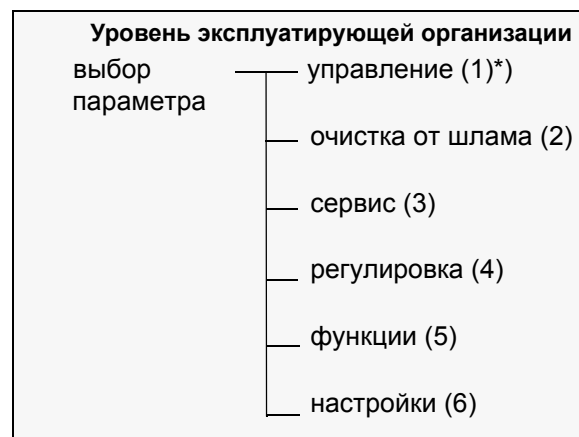 Уровень эксплуатирующей организации
выбор параметра
управление (1)*)
очистка от шлама (2)
сервис (3)
регулировка (4)
функции (5)
настройки (6)